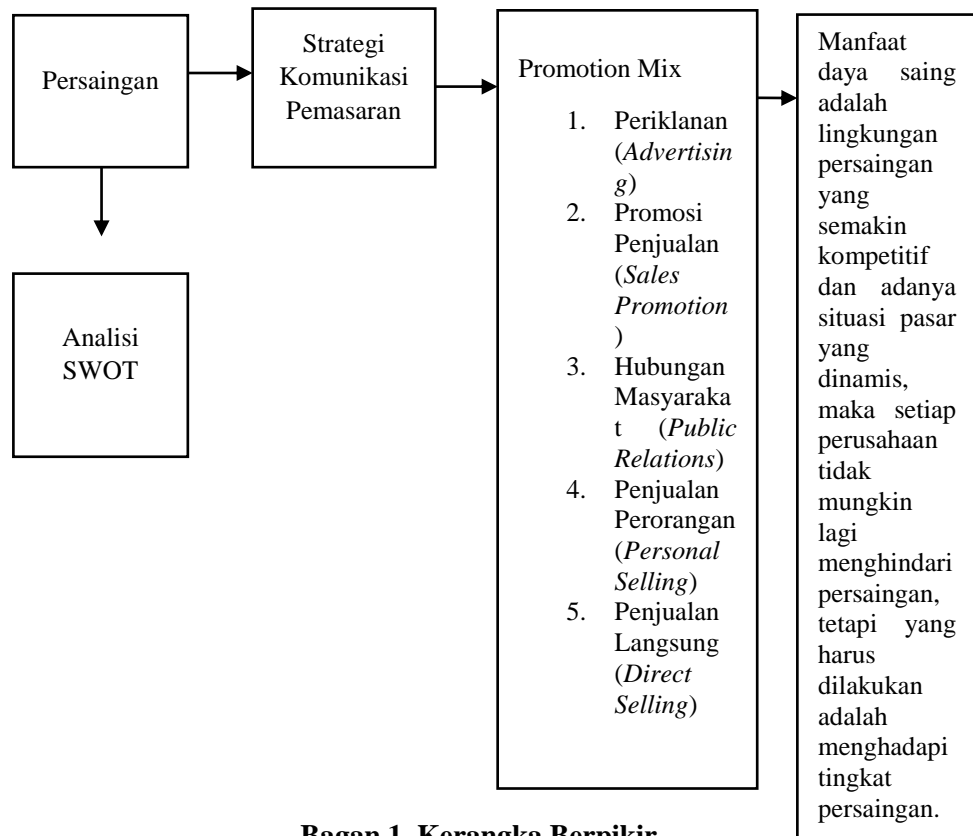 Persaingan
Strategi
Komunikasi
Pemasaran
Promotion Mix
1. Periklanan
(Advertisin
g)
2. Promosi
Penjualan
(Sales
Promotion
)
3. Hubungan
Masyaraka
t (Public
Relations)
4. Penjualan
Perorangan
(Personal
Selling)
5. Penjualan
Langsung
(Direct
Selling)
Manfaat
daya saing
adalah
lingkungan
persaingan
yang
semakin
kompetitif
dan adanya
situasi pasar
yang
dinamis,
maka setiap
perusahaan
tidak
mungkin
lagi
menghindari
persaingan,
tetapi yang
harus
dilakukan
adalah
menghadapi
tingkat
persaingan.
Analisi
SWOT
Bagan 1. Kerangka Berpikir